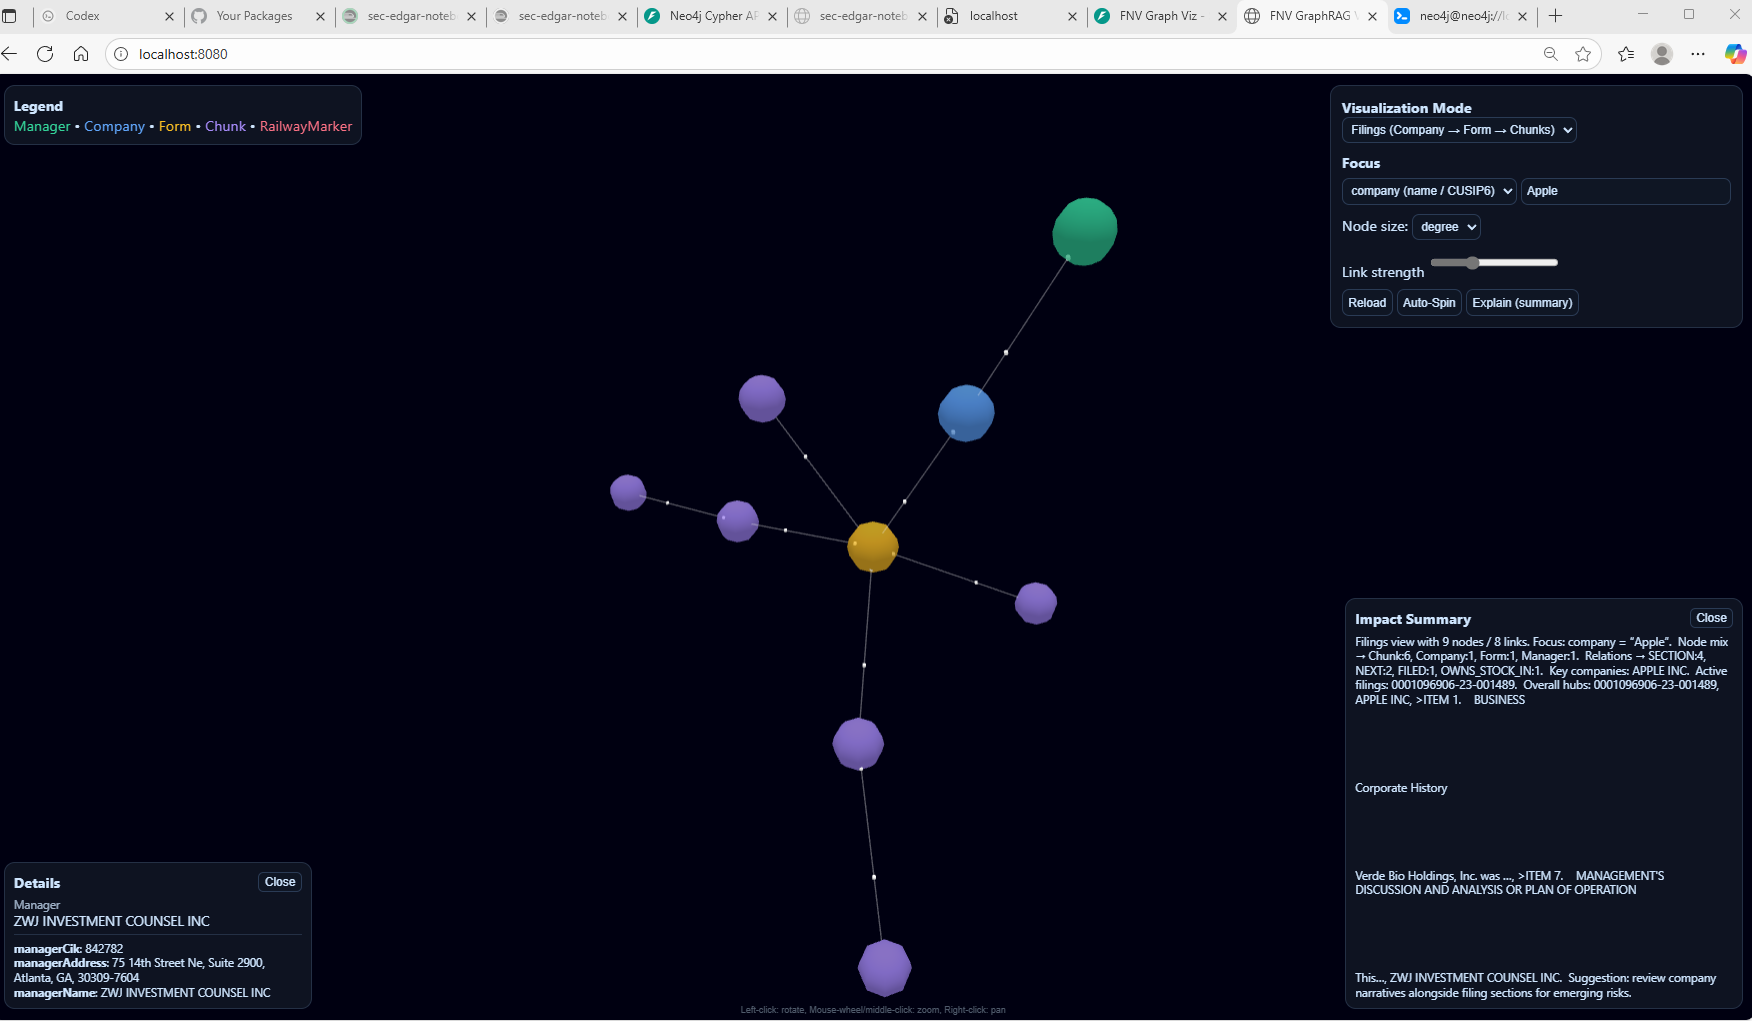 Codex
Your Packages
sec-edgar-noteb
sec-edgar-noteb
Neo4j Cypher AP
sec-edgar-noteb
localhost
FNV Graph Viz -
FNV GraphRAG V
neo4j@neo4j://lo
localhost:8080
Legend
Manager • Company • Form • Chunk • RailwayMarker
Visualization Mode
Filings (Company → Form → Chunks)
Focus
company (name / CUSIP6) Apple
Node size: degree
Link strength
Reload Auto-Spin Explain (summary)
Impact Summary Close
Filings view with 9 nodes / 8 links. Focus: company = "Apple". Node mix
→ Chunk:6, Company:1, Form:1, Manager:1. Relations → SECTION:4,
NEXT:2, FILED:1, OWNS_STOCK_IN:1. Key companies: APPLE INC. Active
filings: 0001096906-23-001489. Overall hubs: 0001096906-23-001489,
APPLE INC, >ITEM 1. BUSINESS
Corporate History
Verde Bio Holdings, Inc. was ..., >ITEM 7. MANAGEMENT'S
DISCUSSION AND ANALYSIS OR PLAN OF OPERATION
This..., ZWJ INVESTMENT COUNSEL INC. Suggestion: review company
narratives alongside filing sections for emerging risks.
Details Close
Manager
ZWJ INVESTMENT COUNSEL INC
managerCik: 842782
managerAddress: 75 14th Street Ne, Suite 2900,
Atlanta, GA, 30309-7604
managerName: ZWJ INVESTMENT COUNSEL INC
Left-click: rotate, Mouse-wheel/middle-click: zoom, Right-click: pan